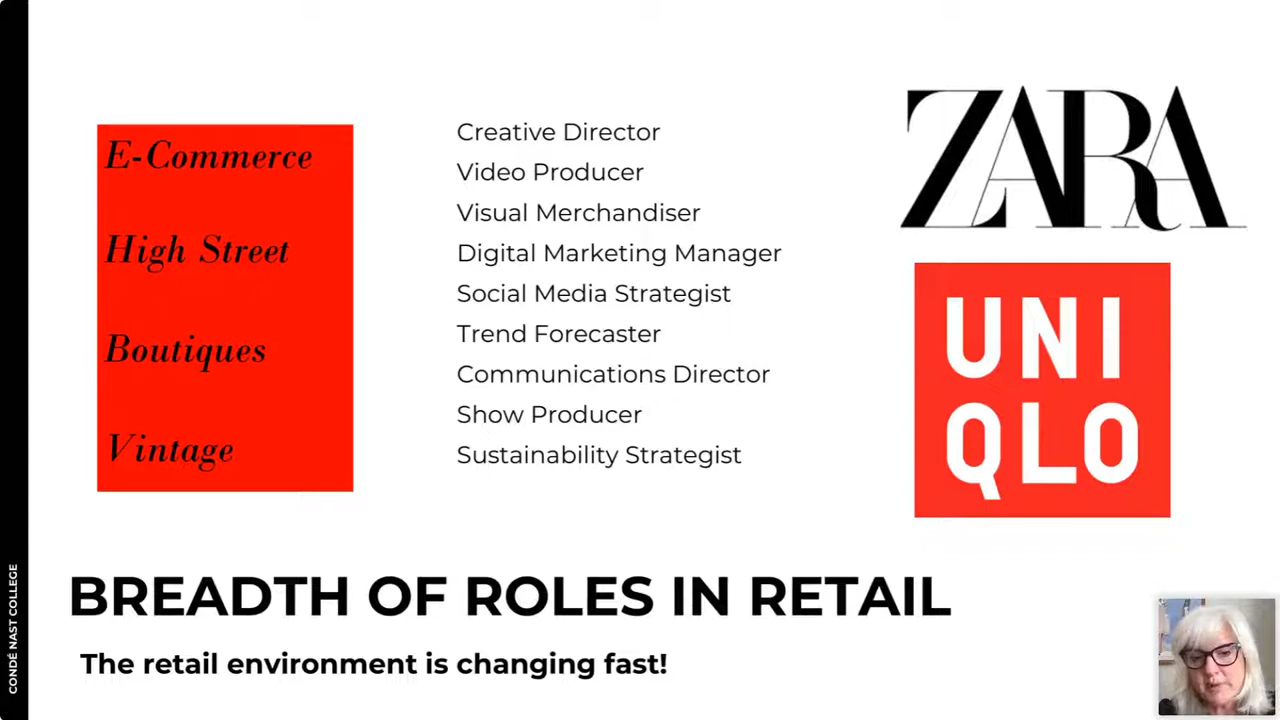 E-Commerce
High Street
Boutiques
Vintage
Creative Director
Video Producer
Visual Merchandiser
Digital Marketing Manager
Social Media Strategist
Trend Forecaster
Communications Director
Show Producer
Sustainability Strategist
ZARA
UNI
QLO
BREADTH OF ROLES IN RETAIL
The retail environment is changing fast!
CONDÉ NAST COLLEGE